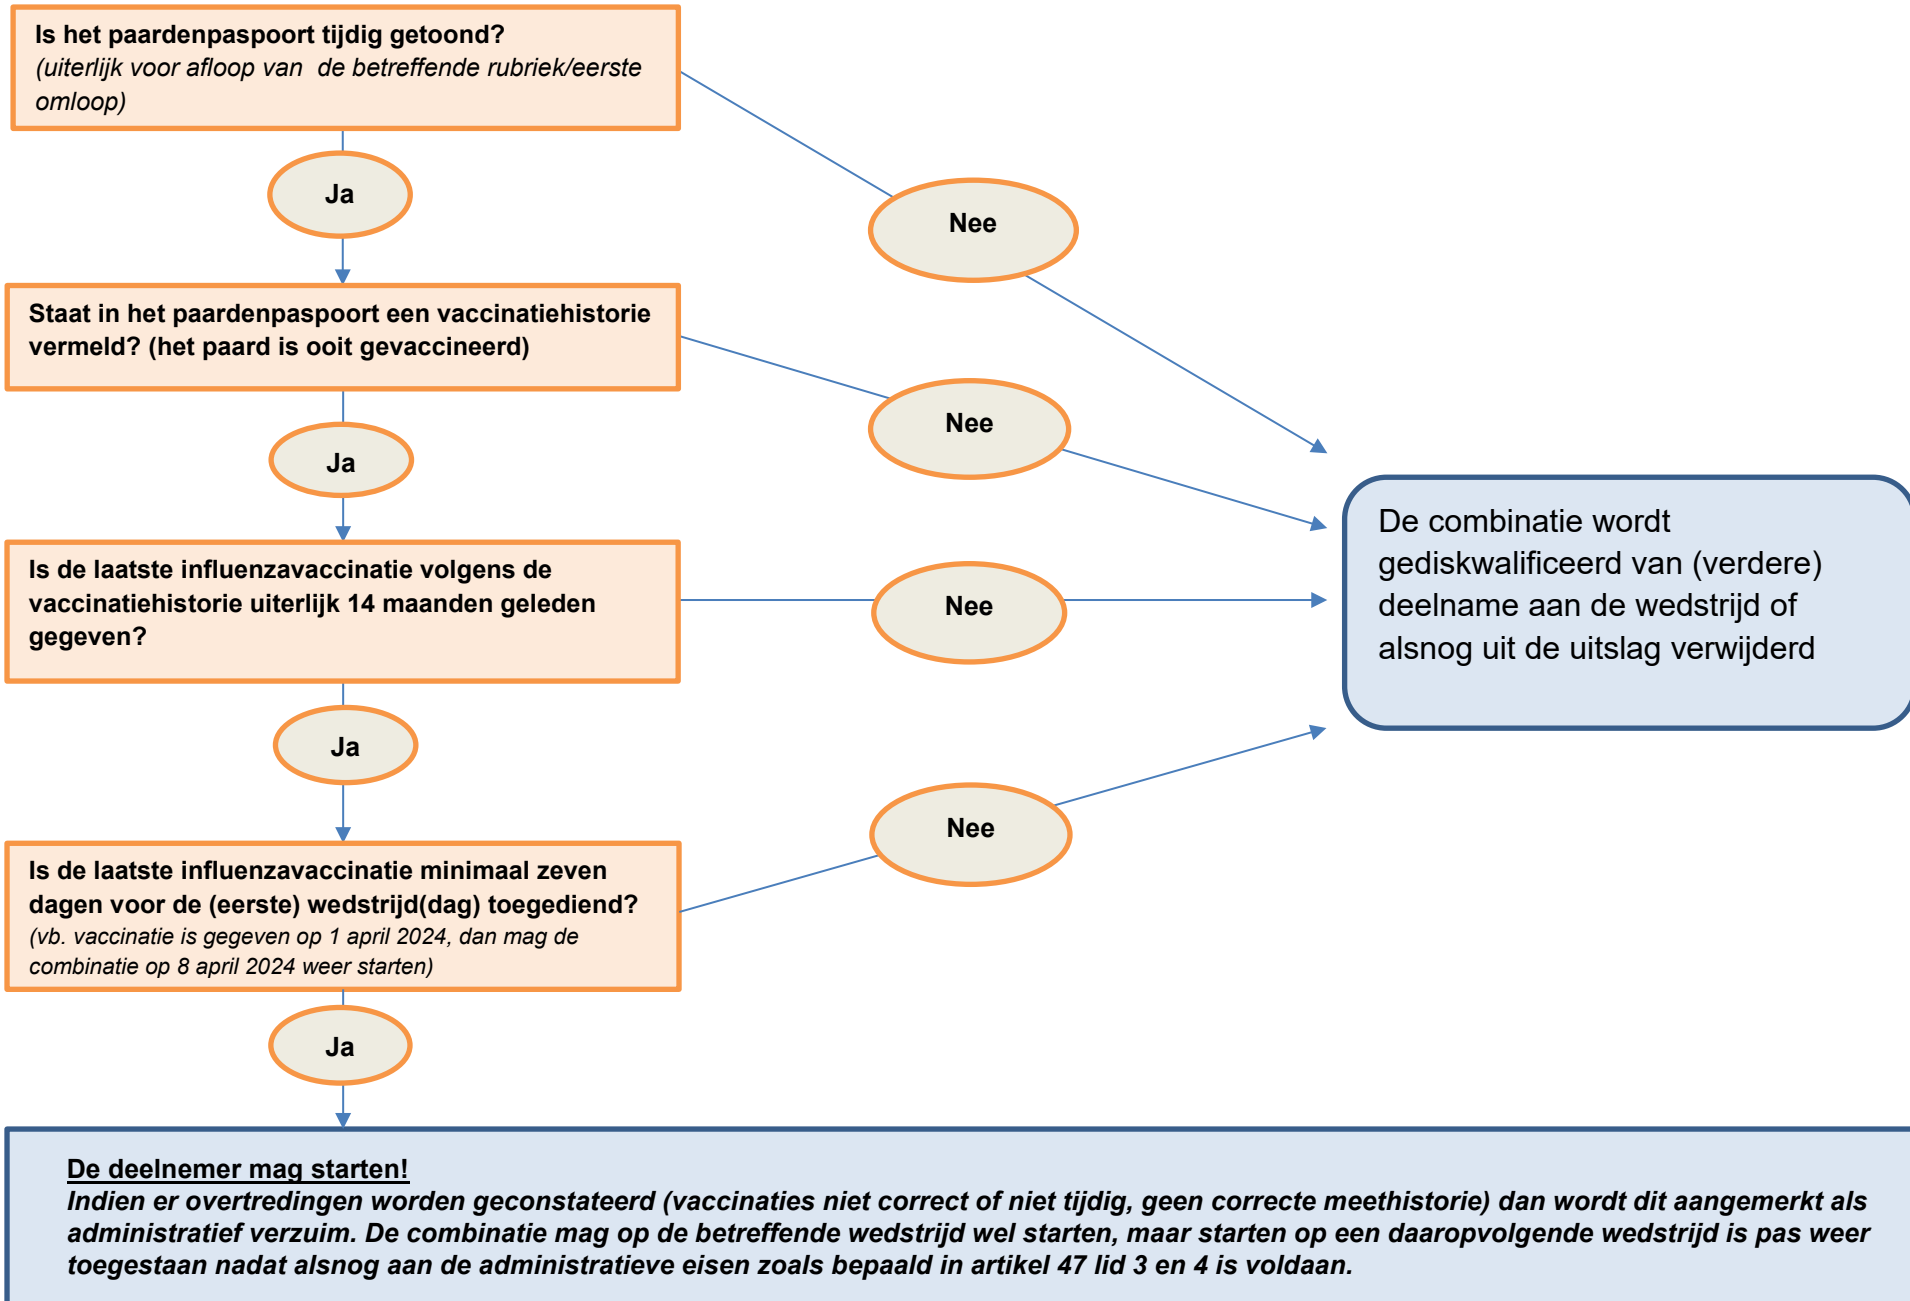 Is het paardenpaspoort tijdig getoond?
(uiterlijk voor afloop van de betreffende rubriek/eerste
omloop)
Ja
Nee
Staat in het paardenpaspoort een vaccinatiehistorie
vermeld? (het paard is ooit gevaccineerd)
Nee
Ja
Is de laatste influenzavaccinatie volgens de
vaccinatiehistorie uiterlijk 14 maanden geleden
gegeven?
Nee
De combinatie wordt
gediskwalificeerd van (verdere)
deelname aan de wedstrijd of
alsnog uit de uitslag verwijderd
Ja
Is de laatste influenzavaccinatie minimaal zeven
dagen voor de (eerste) wedstrijd(dag) toegediend?
(vb. vaccinatie is gegeven op 1 april 2024, dan mag de
combinatie op 8 april 2024 weer starten)
Nee
Ja
De deelnemer mag starten!
Indien er overtredingen worden geconstateerd (vaccinaties niet correct of niet tijdig, geen correcte meethistorie) dan wordt dit aangemerkt als
administratief verzuim. De combinatie mag op de betreffende wedstrijd wel starten, maar starten op een daaropvolgende wedstrijd is pas weer
toegestaan nadat alsnog aan de administratieve eisen zoals bepaald in artikel 47 lid 3 en 4 is voldaan.